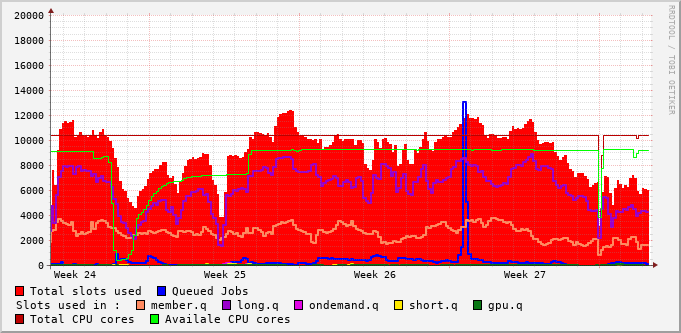 RRDTOOL / TOBI OETIKER
20000
18000
16000
14000
12000
10000
8000
6000
4000
2000
0
Week 24 Week 25 Week 26 Week 27
Total slots used Queued Jobs
Slots used in : member.q long.q ondemand.q short.q gpu.q
Total CPU cores Availale CPU cores